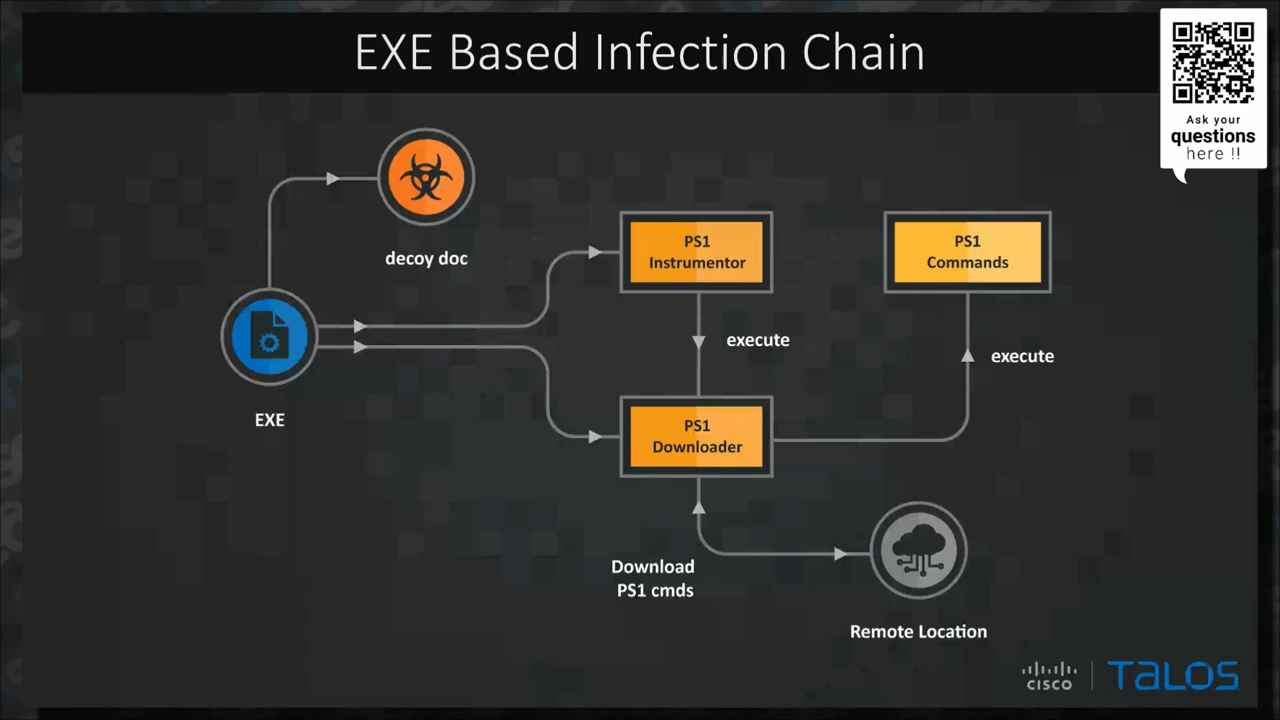 EXE Based Infection Chain
Ask your
questions
here !!
decoy doc
PS1
Instrumentor
PS1
Commands
execute
execute
EXE
PS1
Downloader
Download
PS1 cmds
Remote Location
CISCO
TALOS